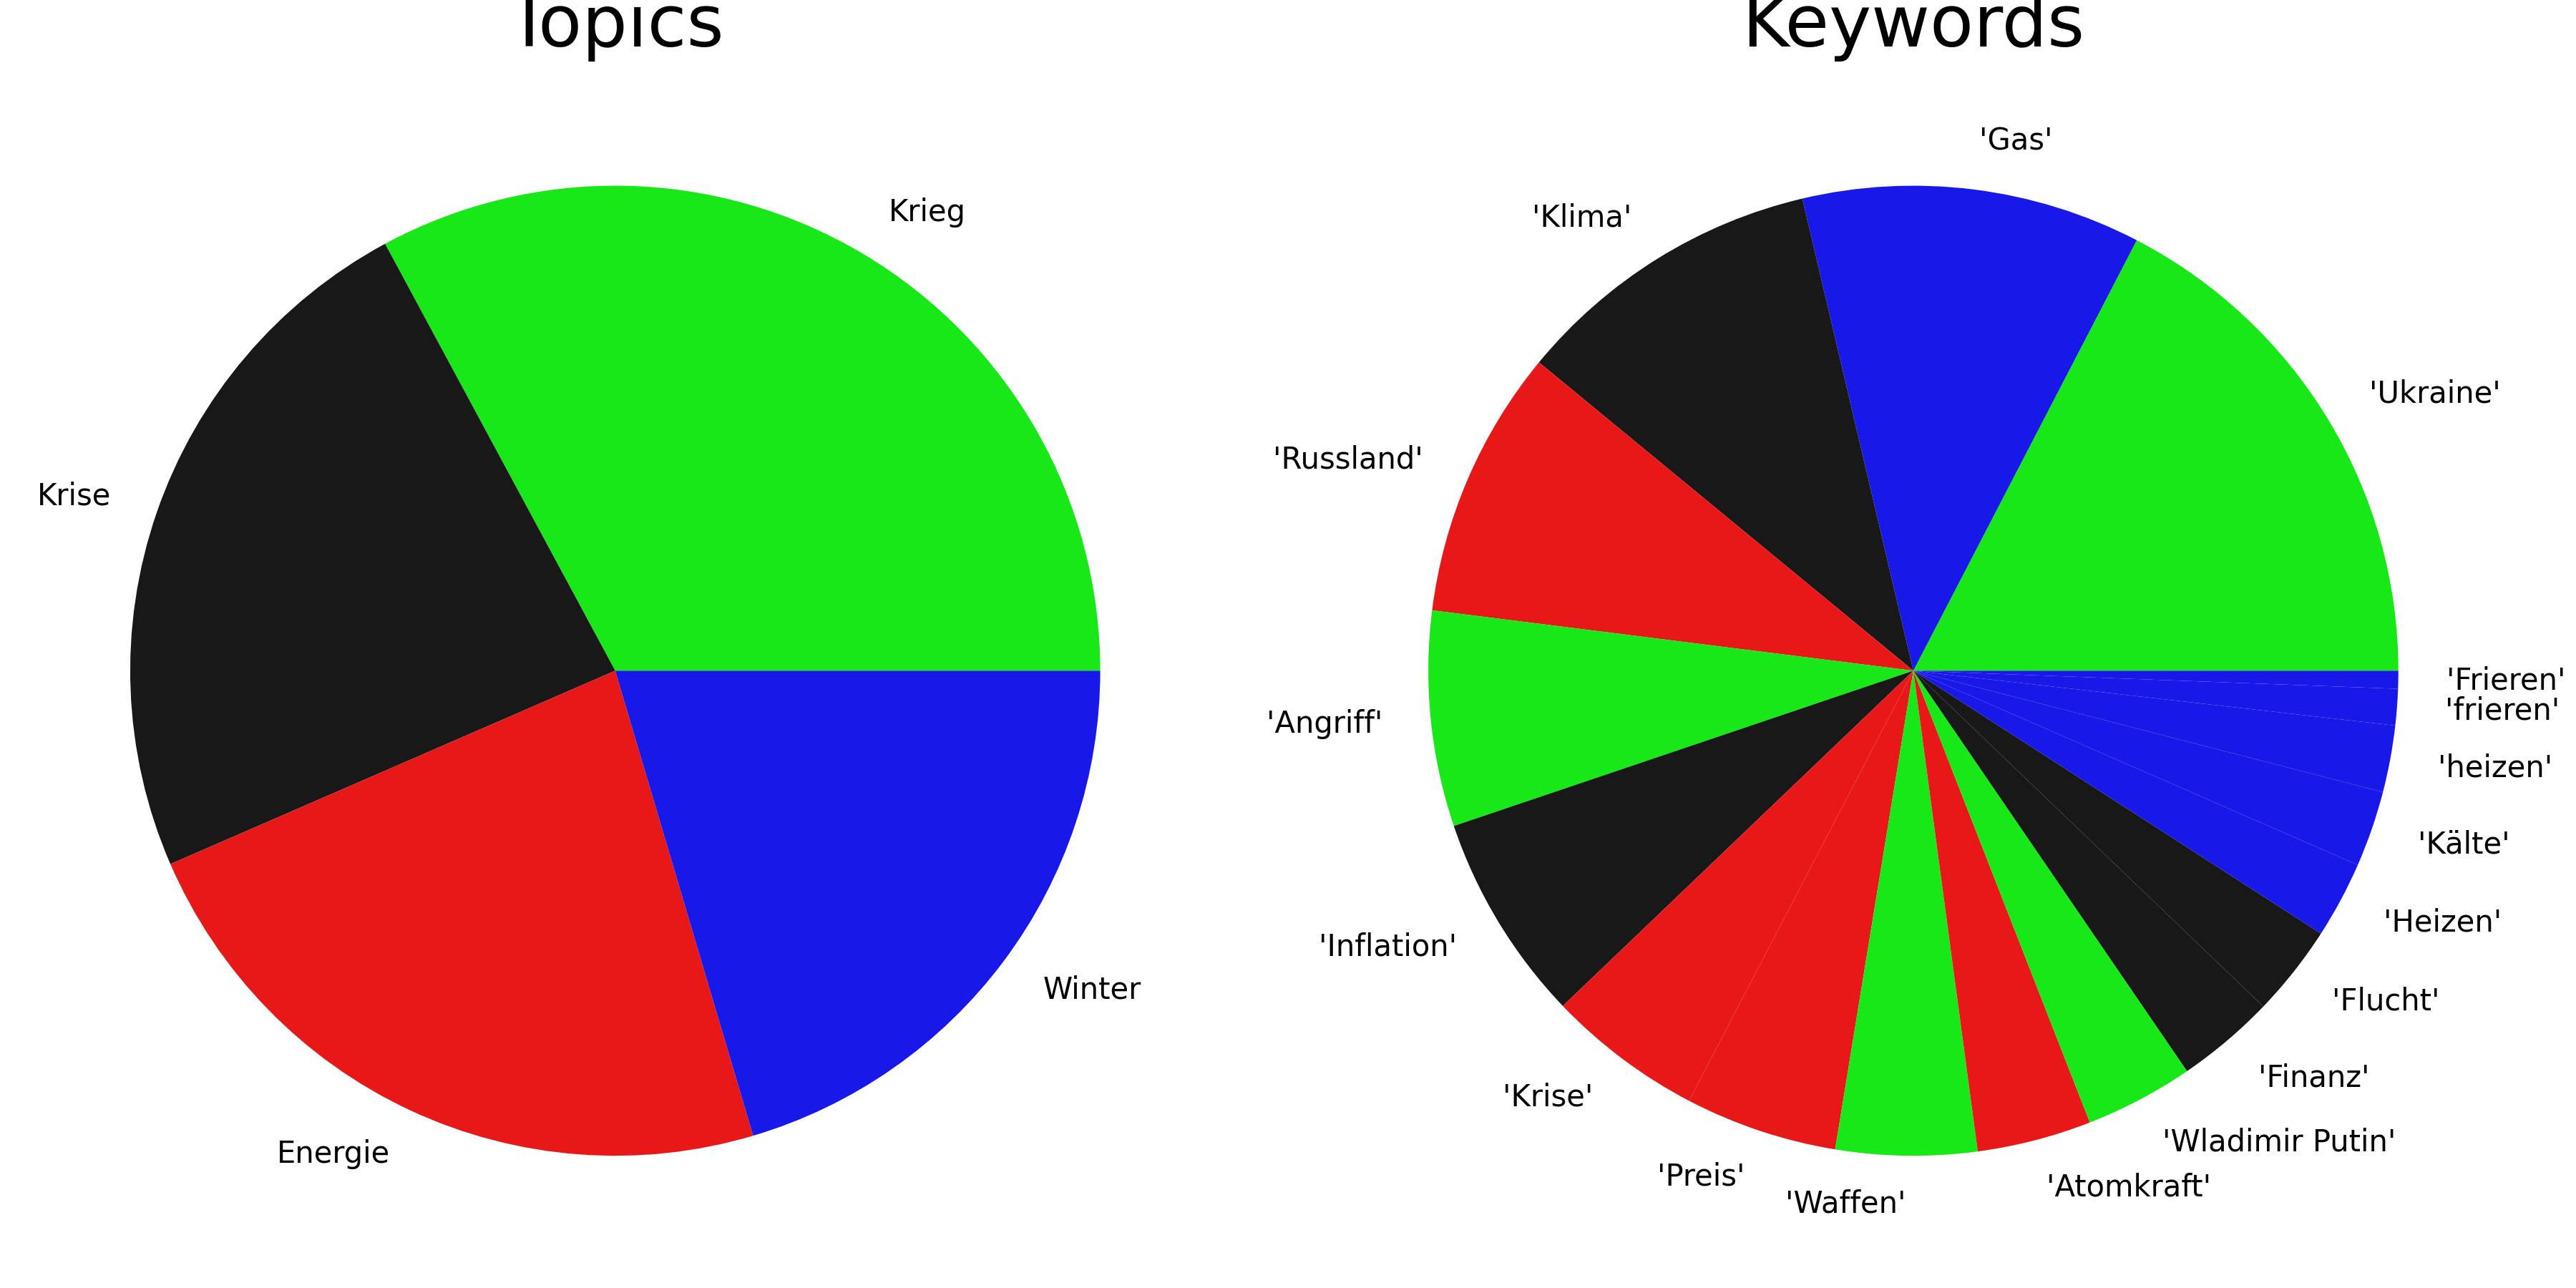 Topics
Krieg
Krise
Energie
Winter
Keywords
'Gas'
'Klima'
'Ukraine'
'Russland'
'Angriff'
'Inflation'
'Krise'
'Preis'
'Waffen'
'Atomkraft'
'Wladimir Putin'
'Finanz'
'Flucht'
'Heizen'
'Kälte'
'heizen'
'frieren'
'Frieren'